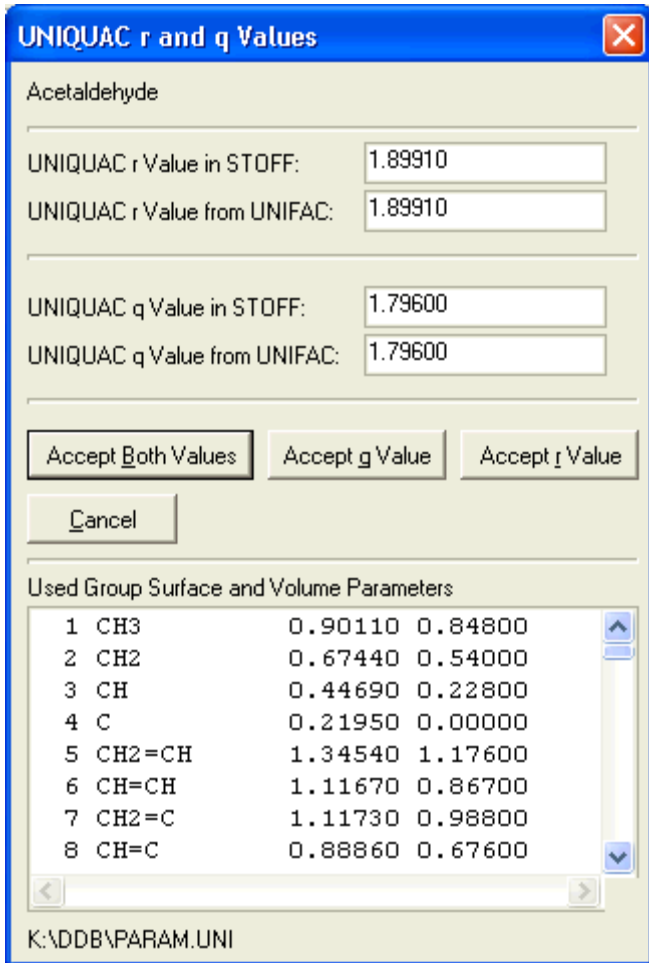 UNIQUAC r and q Values
Acetaldehyde
UNIQUAC r Value in STOFF: 1.89910
UNIQUAC r Value from UNIFAC: 1.89910
UNIQUAC q Value in STOFF: 1.79600
UNIQUAC q Value from UNIFAC: 1.79600
Accept Both Values Accept q Value Accept r Value
Cancel
Used Group Surface and Volume Parameters
1 CH3 0.90110 0.84800
2 CH2 0.67440 0.54000
3 CH 0.44690 0.22800
4 C 0.21950 0.00000
5 CH2=CH 1.34540 1.17600
6 CH=CH 1.11670 0.86700
7 CH2=C 1.11730 0.98800
8 CH=C 0.88860 0.67600
K:\DDB\PARAM.UNI